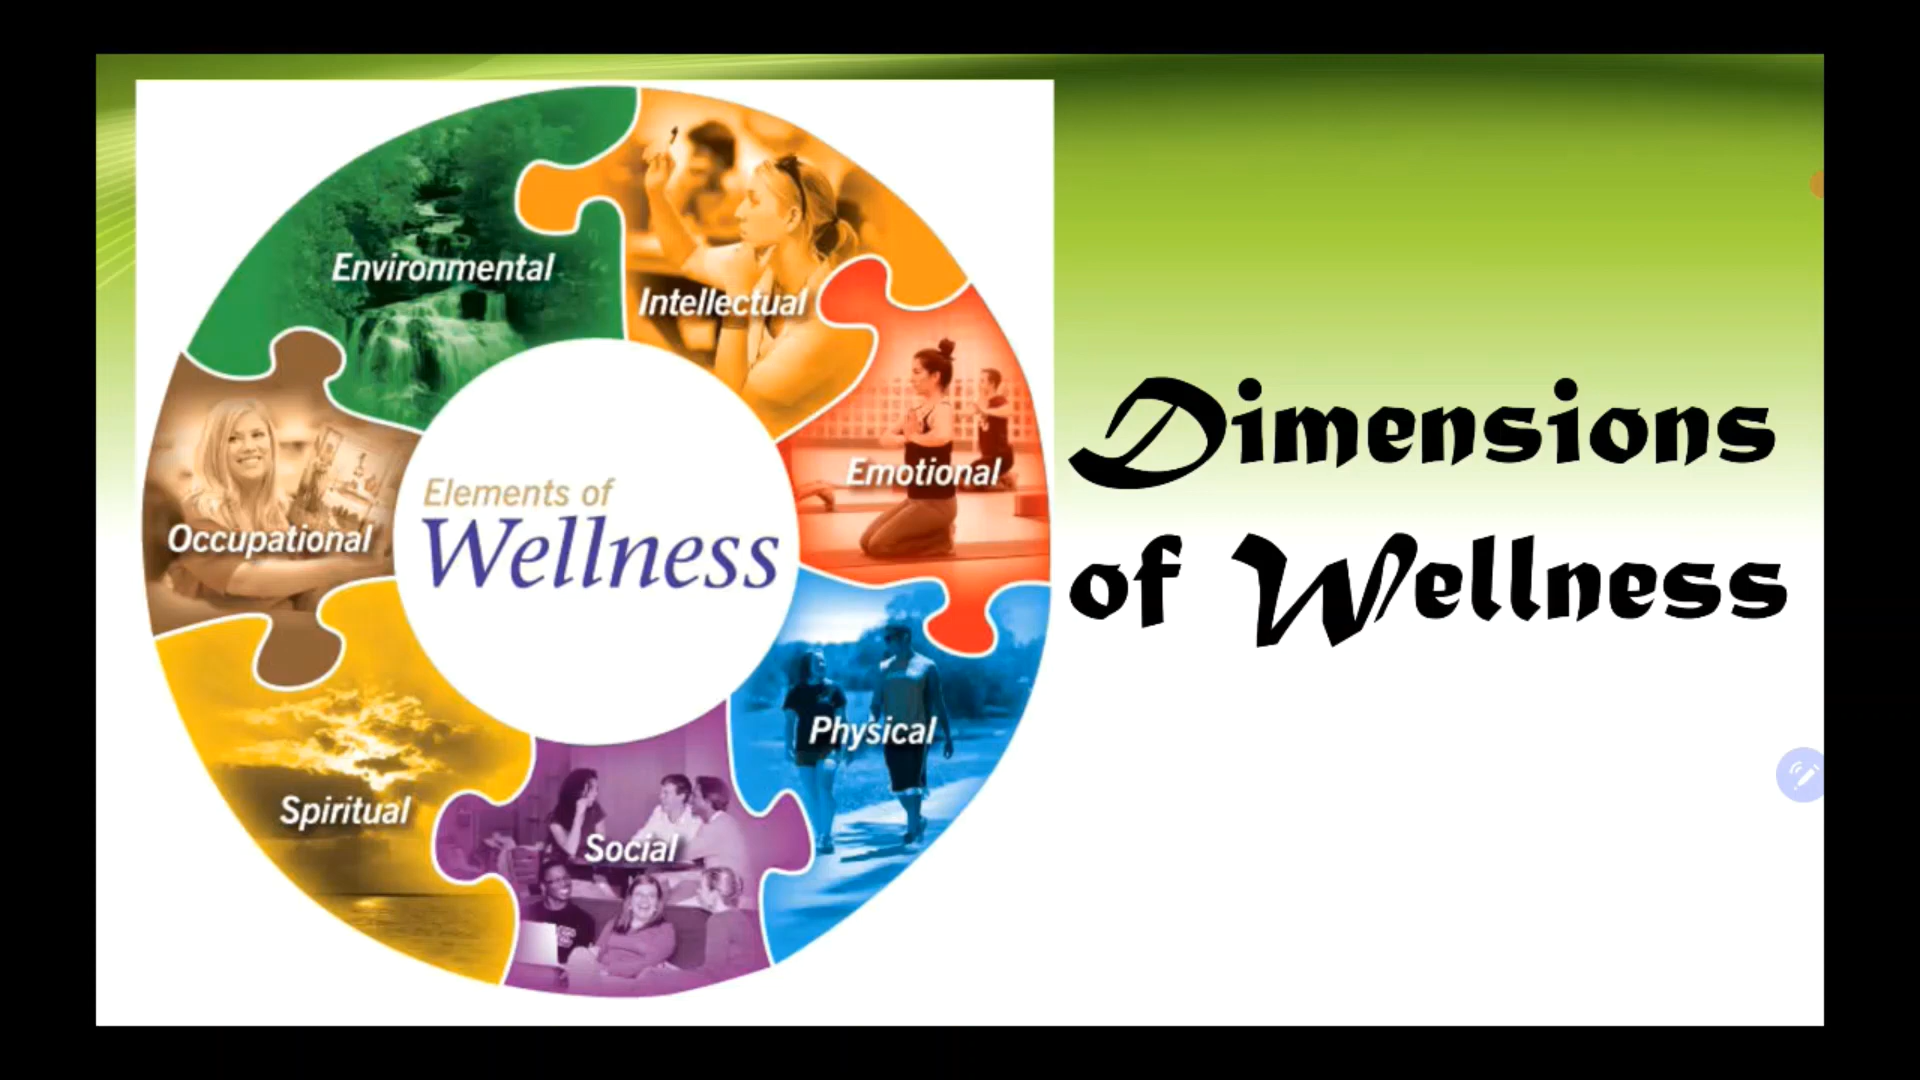 Environmental
Intellectual
Emotional
Occupational
Elements of
Wellness
Physical
Spiritual
Social
Dimensions
of Wellness